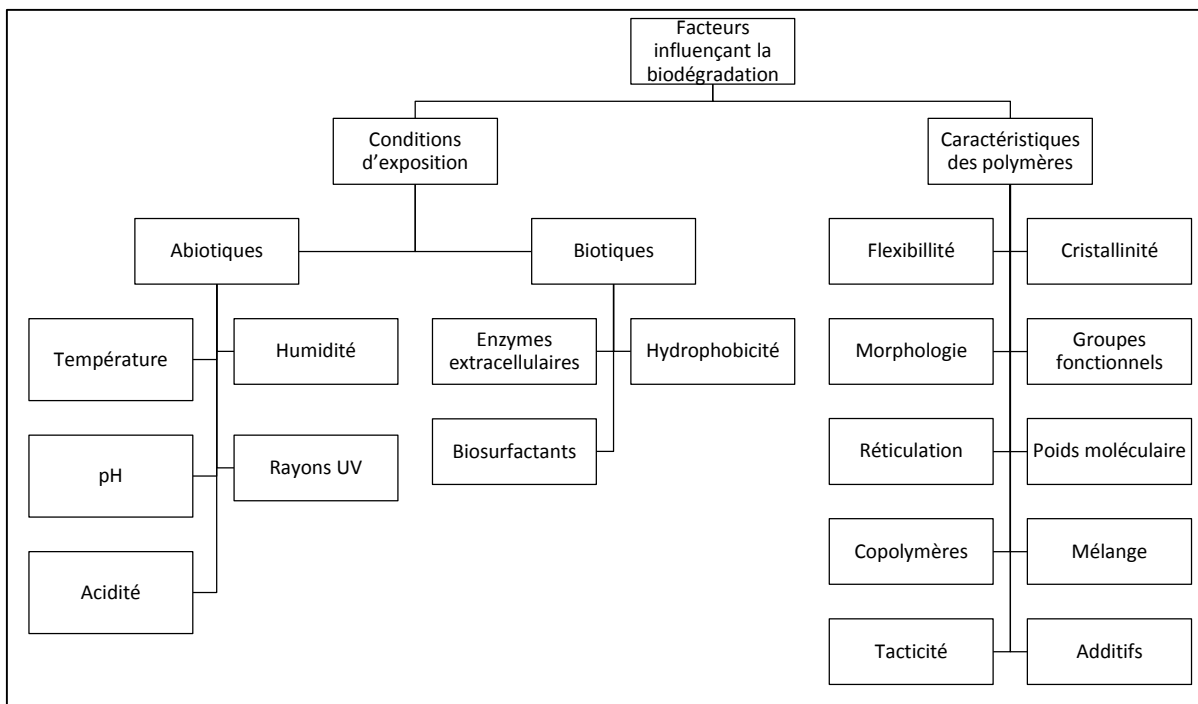 Facteurs
influençant la
biodégradation
Conditions
d'exposition
Caractéristiques
des polymères
Abiotiques
Biotiques
Flexibillité
Cristallinité
Température
Humidité
Enzymes
extracellulaires
Hydrophobicité
Morphologie
Groupes
fonctionnels
pH
Rayons UV
Biosurfactants
Réticulation
Poids moléculaire
Acidité
Copolymères
Mélange
Tacticité
Additifs